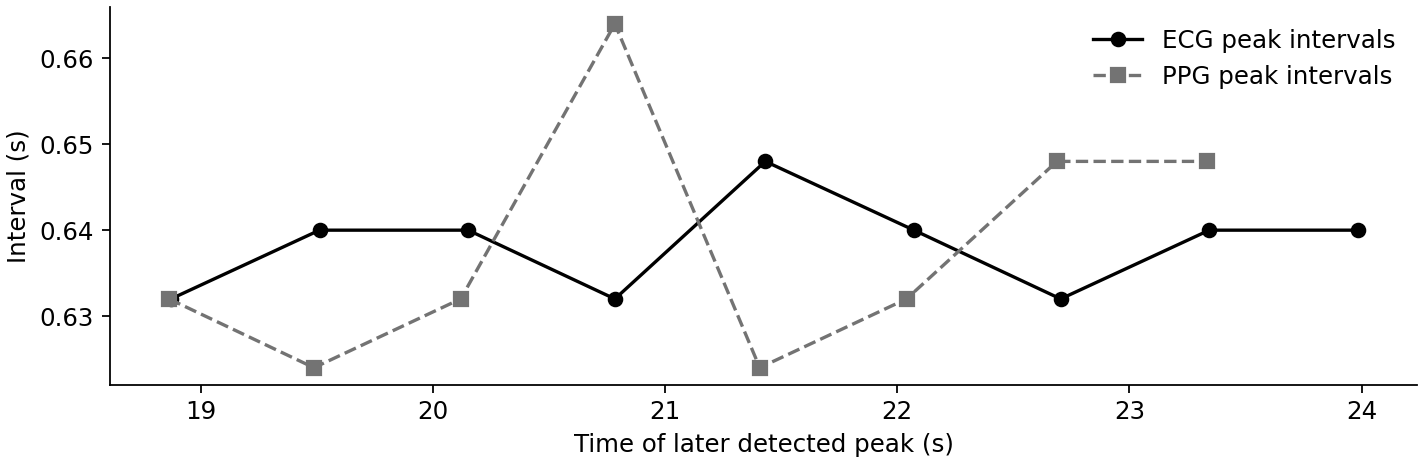 ECG peak intervals
PPG peak intervals
Interval (s)
0.66
0.65
0.64
0.63
19 20 21 22 23 24
Time of later detected peak (s)